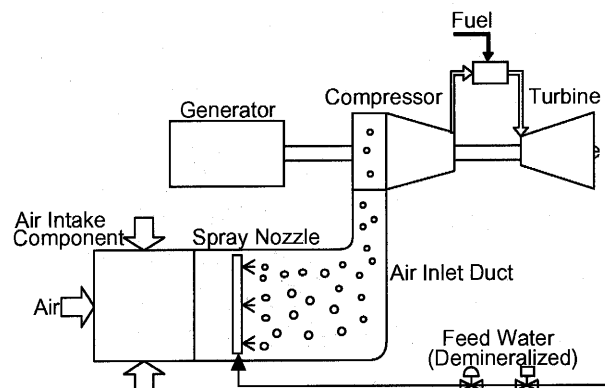 Fuel
Compressor
Turbine
Generator
Air Intake
Component
Spray Nozzle
Air Inlet Duct
Air
Feed Water
(Demineralized)